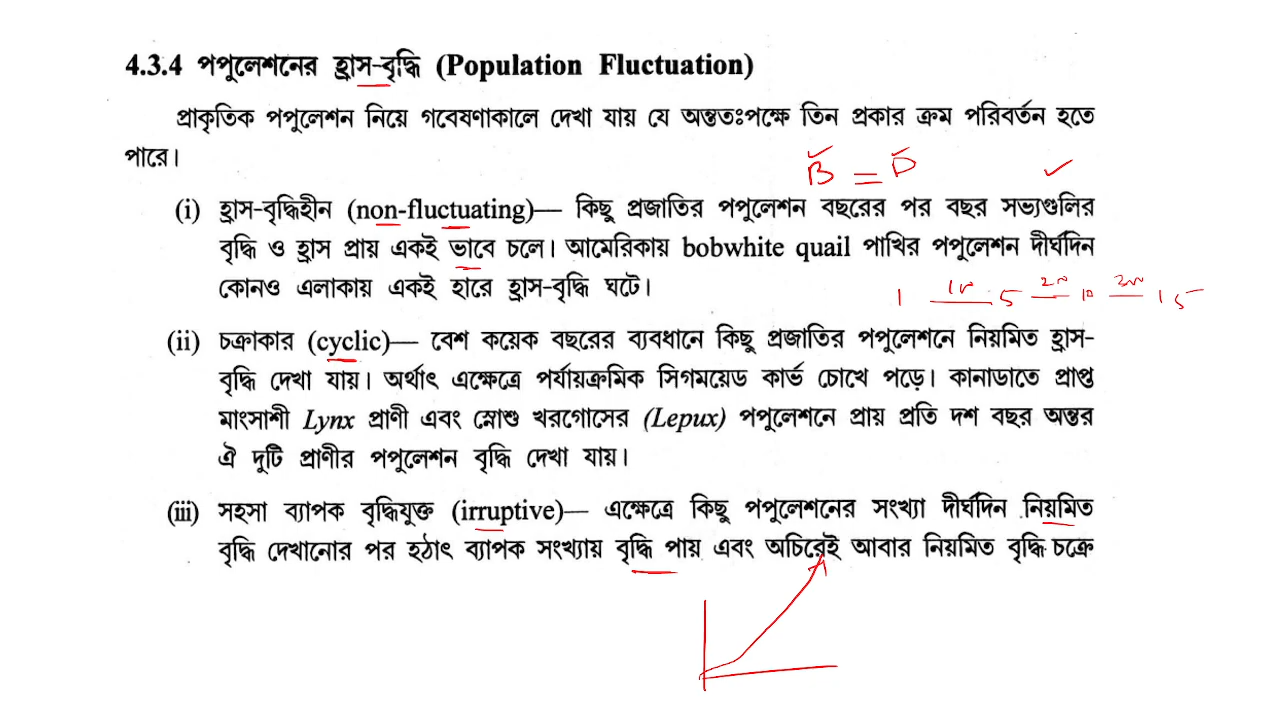 4.3.4 পপুলেশনের হ্রাস-বৃদ্ধি (Population Fluctuation)
প্রাকৃতিক পপুলেশন নিয়ে গবেষণাকালে দেখা যায় যে অন্ততঃপক্ষে তিন প্রকার ক্রম পরিবর্তন হতে
পারে।
B = D
(i) হ্রাস-বৃদ্ধিহীন (non-fluctuating)— কিছু প্রজাতির পপুলেশন বছরের পর বছর সভ্যগুলির
বৃদ্ধি ও হ্রাস প্রায় একই ভাবে চলে। আমেরিকায় bobwhite quail পাখির পপুলেশন দীর্ঘদিন
কোনও এলাকায় একই হারে হ্রাস-বৃদ্ধি ঘটে।
1 5 10 15
(ii) চক্রাকার (cyclic)— বেশ কয়েক বছরের ব্যবধানে কিছু প্রজাতির পপুলেশনে নিয়মিত হ্রাস-
বৃদ্ধি দেখা যায়। অর্থাৎ এক্ষেত্রে পর্যায়ক্রমিক সিগময়েড কার্ভ চোখে পড়ে। কানাডাতে প্রাপ্ত
মাংসাশী Lynx প্রাণী এবং স্নোশু খরগোসের (Lepux) পপুলেশনে প্রায় প্রতি দশ বছর অন্তর
ঐ দুটি প্রাণীর পপুলেশন বৃদ্ধি দেখা যায়।
(iii) সহসা ব্যাপক বৃদ্ধিযুক্ত (irruptive)— এক্ষেত্রে কিছু পপুলেশনের সংখ্যা দীর্ঘদিন নিয়মিত
বৃদ্ধি দেখানোর পর হঠাৎ ব্যাপক সংখ্যায় বৃদ্ধি পায় এবং অচিরেই আবার নিয়মিত বৃদ্ধি চক্রে